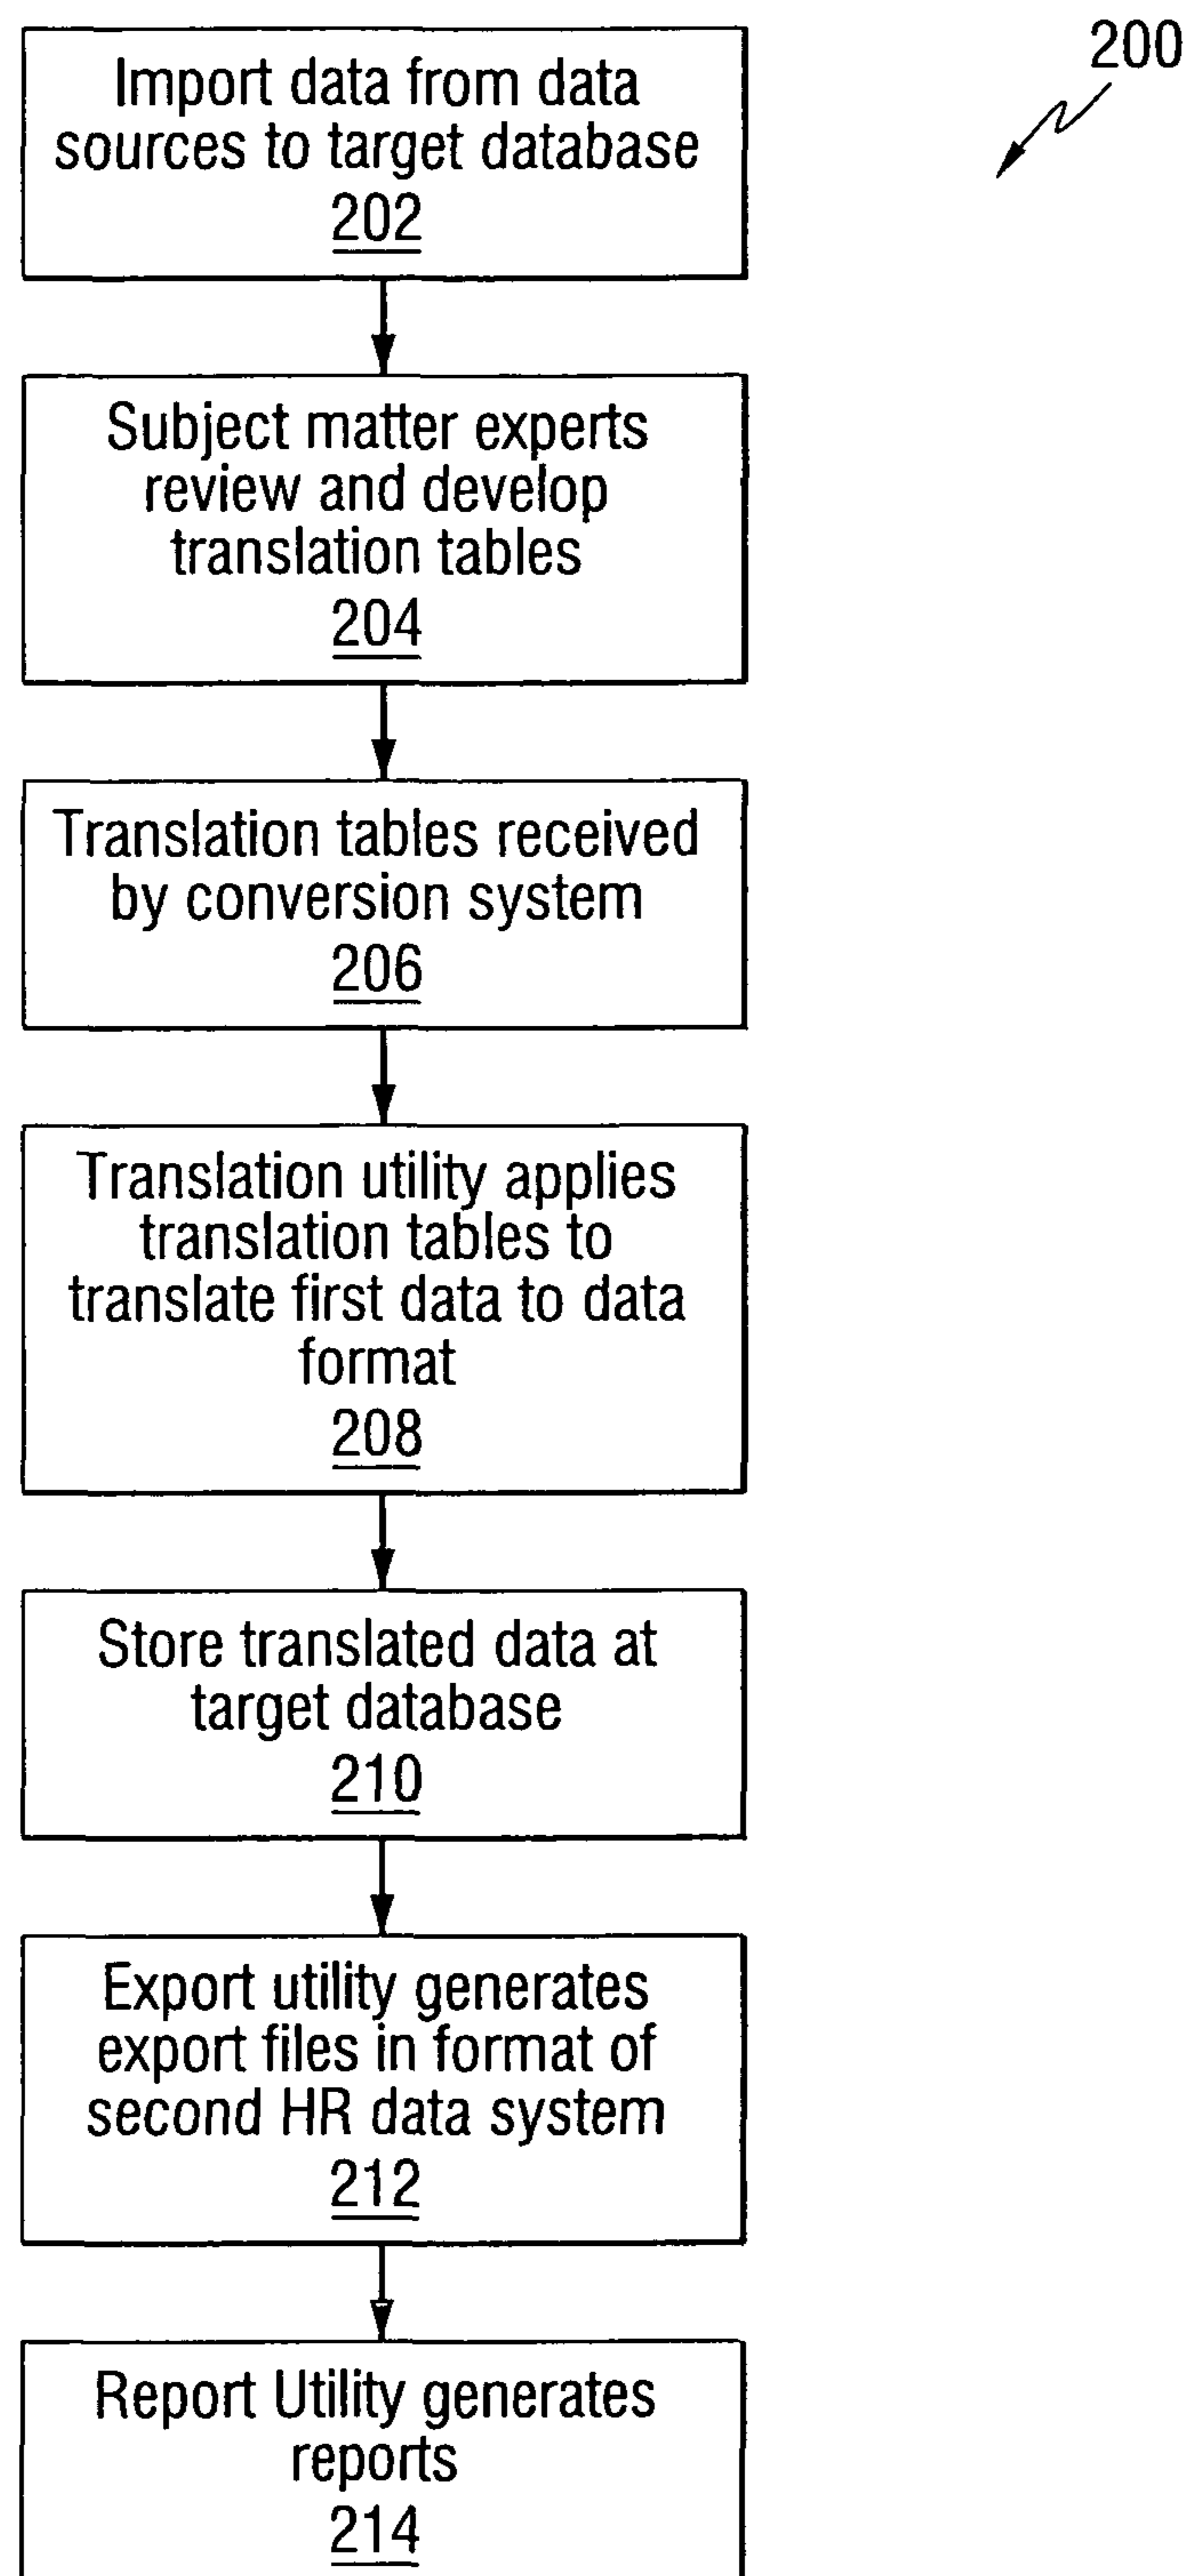 200
Import data from data
sources to target database
202
Subject matter experts
review and develop
translation tables
204
Translation tables received
by conversion system
206
Translation utility applies
translation tables to
translate first data to data
format
208
Store translated data at
target database
210
Export utility generates
export files in format of
second HR data system
212
Report Utility generates
reports
214